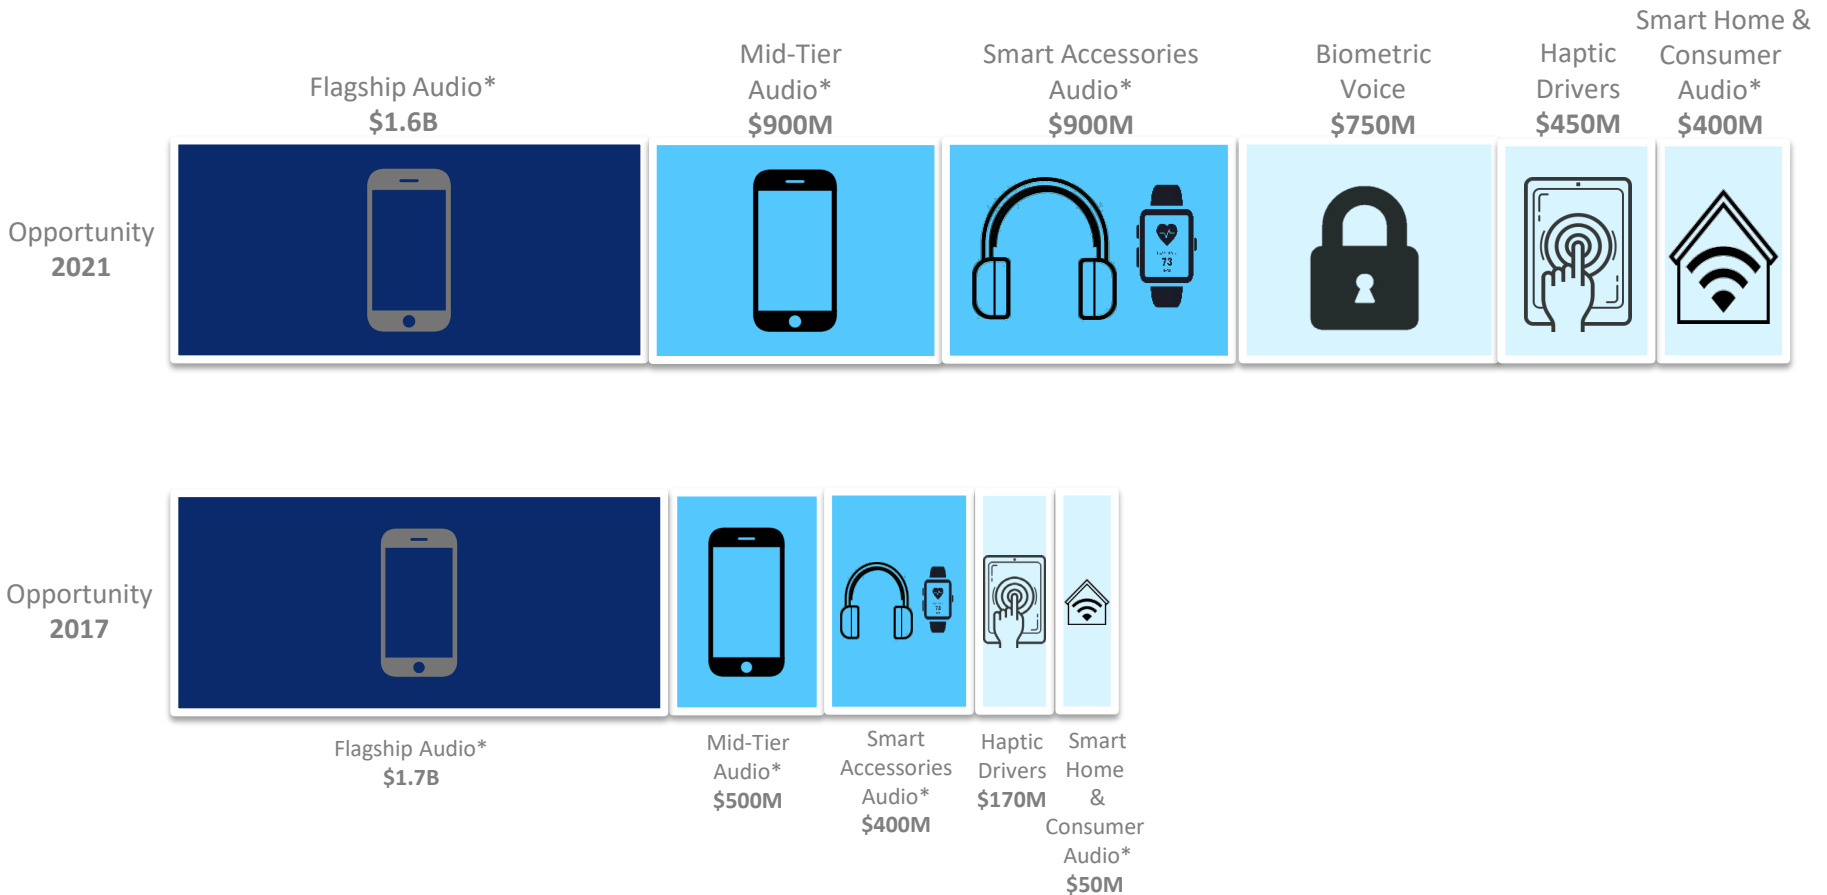 Flagship Audio*
$1.6B
Mid-Tier
Audio*
$900M
Smart Accessories
Audio*
$900M
Biometric
Voice
$750M
Haptic
Drivers
$450M
Smart Home &
Consumer
Audio*
$400M
Opportunity
2021
73
Opportunity
2017
73
Flagship Audio*
$1.7B
Mid-Tier
Audio*
$500M
Smart
Accessories
Audio*
$400M
Haptic
Drivers
$170M
Smart
Home
&
Consumer
Audio*
$50M